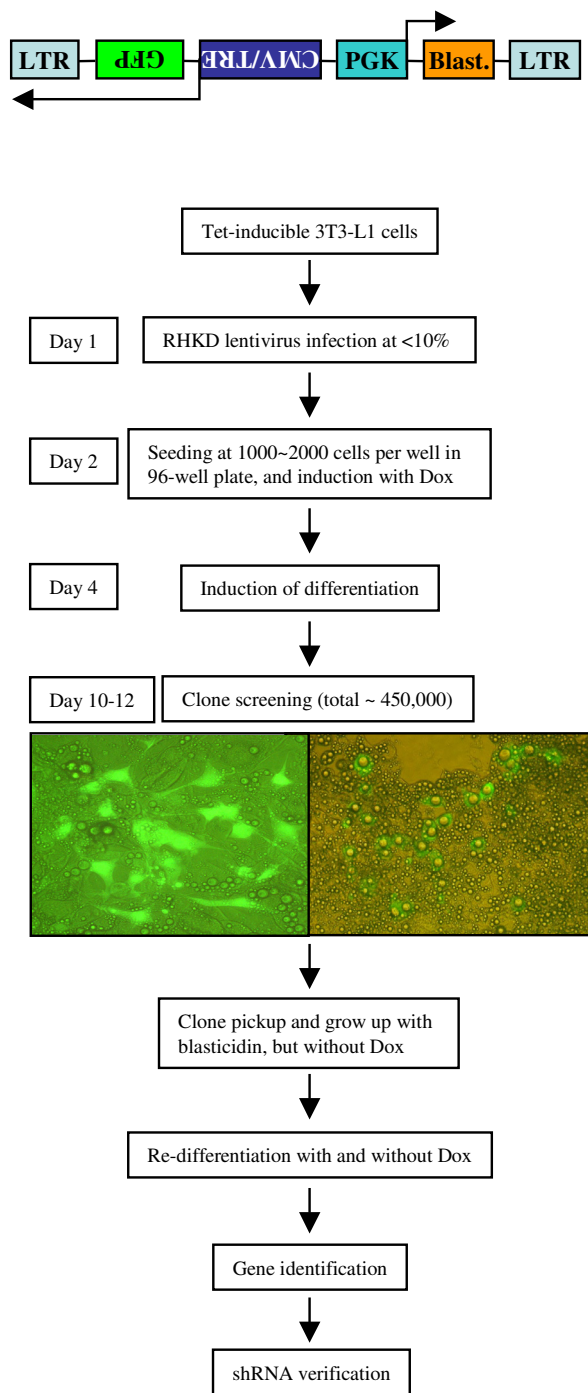 LTR GFP CMV/TRE PGK Blast. LTR
Tet-inducible 3T3-L1 cells
Day 1
RHKD lentivirus infection at <10%
Day 2
Seeding at 1000~2000 cells per well in
96-well plate, and induction with Dox
Day 4
Induction of differentiation
Day 10-12
Clone screening (total ~ 450,000)
Clone pickup and grow up with
blasticidin, but without Dox
Re-differentiation with and without Dox
Gene identification
shRNA verification